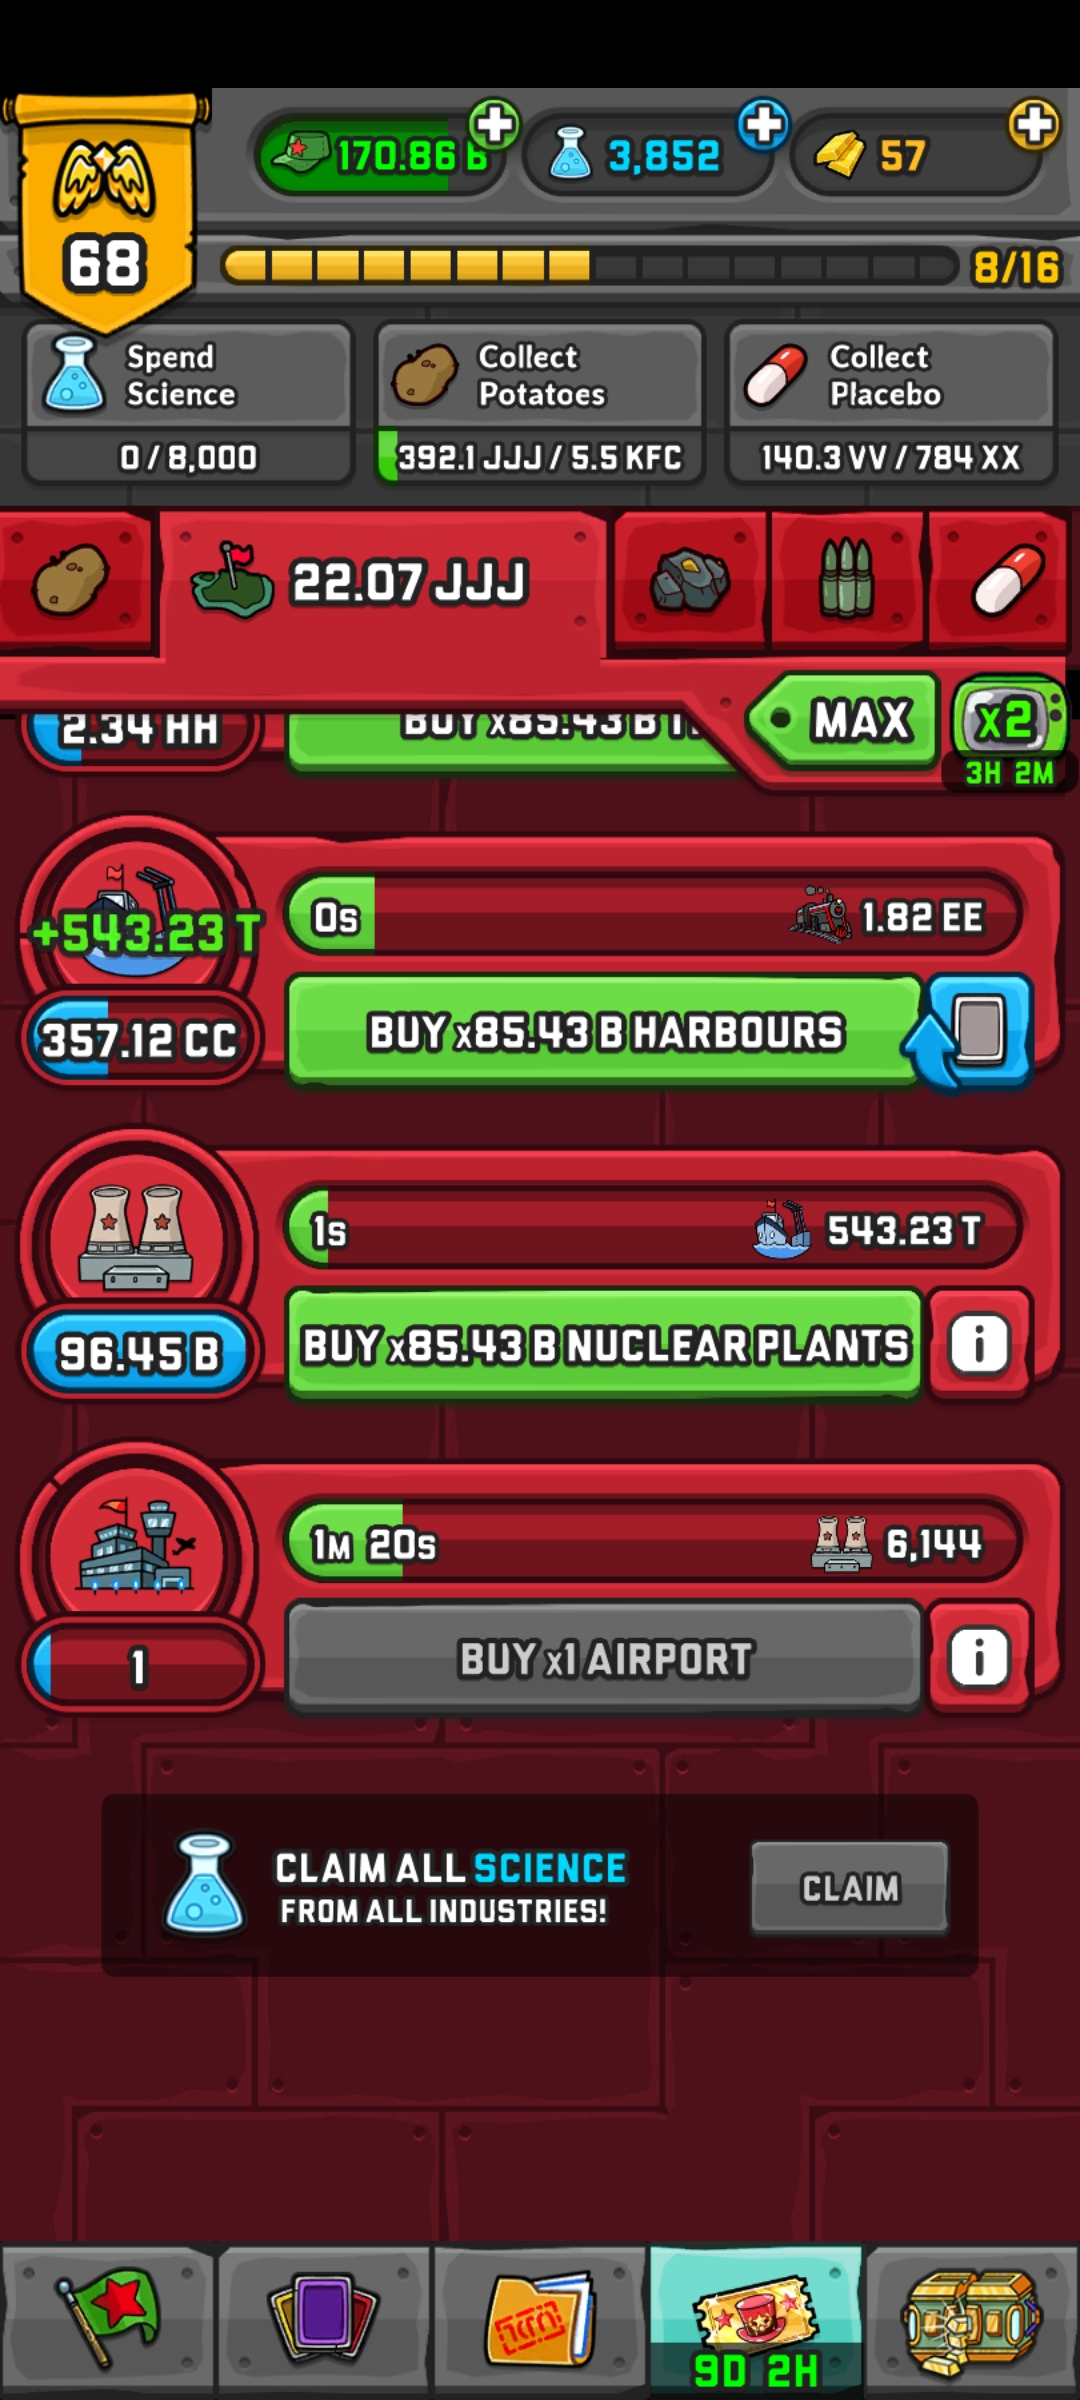 170.86 B
3,852
57
68
8/16
Spend
Science
0 / 8,000
Collect
Potatoes
392.1 JJJ / 5.5 KFC
Collect
Placebo
140.3 VV / 784 XX
22.07 JJJ
MAX
x2
3H 2M
2.34 HH
BUY x85.43 B
+543.23 T
0s
1.82 EE
357.12 CC
BUY x85.43 B HARBOURS
1s
543.23 T
96.45 B
BUY x85.43 B NUCLEAR PLANTS
i
1M 20s
6,144
1
BUY x1 AIRPORT
i
CLAIM ALL SCIENCE
FROM ALL INDUSTRIES!
CLAIM
9D 2H